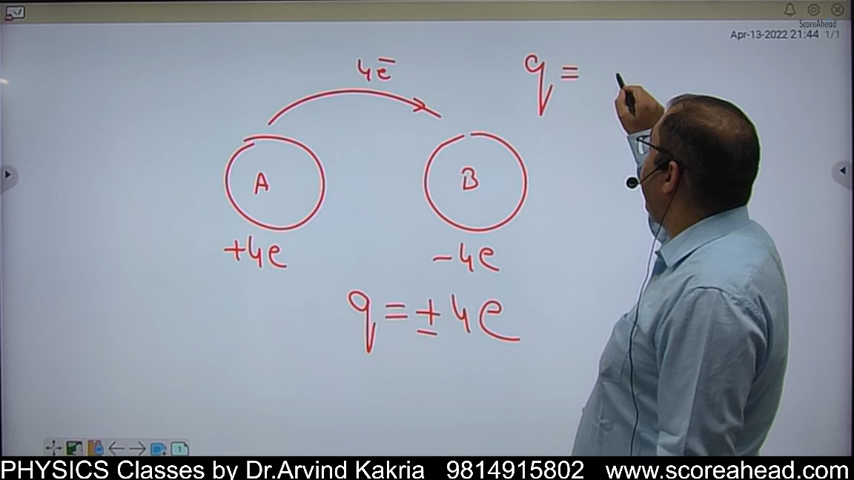 ScoreAhead
Apr-13-2022 21:44 1/1
4e̅
q =
A
B
+4e
-4e
q = ±4e
1
PHYSICS Classes by Dr.Arvind Kakria 9814915802 www.scoreahead.com